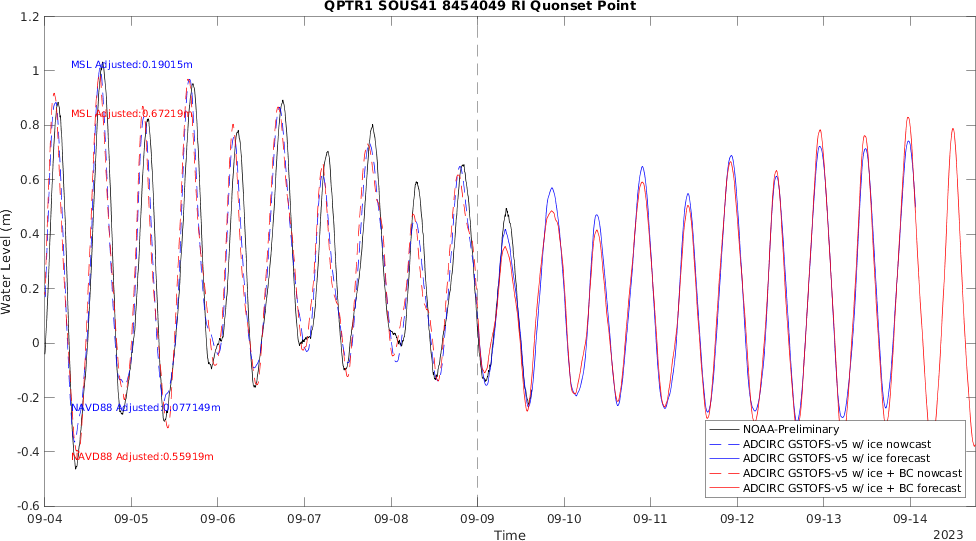 QPTR1 SOUS41 8454049 RI Quonset Point
1.2
1
0.8
0.6
0.4
0.2
0
-0.2
-0.4
-0.6
Water Level (m)
MSL Adjusted:0.19015m
MSL Adjusted:0.67219m
NAVD88 Adjusted:0.077149m
NAVD88 Adjusted:0.55919m
NOAA-Preliminary
ADCIRC GSTOFS-v5 w/ ice nowcast
ADCIRC GSTOFS-v5 w/ ice forecast
ADCIRC GSTOFS-v5 w/ ice + BC nowcast
ADCIRC GSTOFS-v5 w/ ice + BC forecast
09-04 09-05 09-06 09-07 09-08 09-09 09-10 09-11 09-12 09-13 09-14
Time
2023